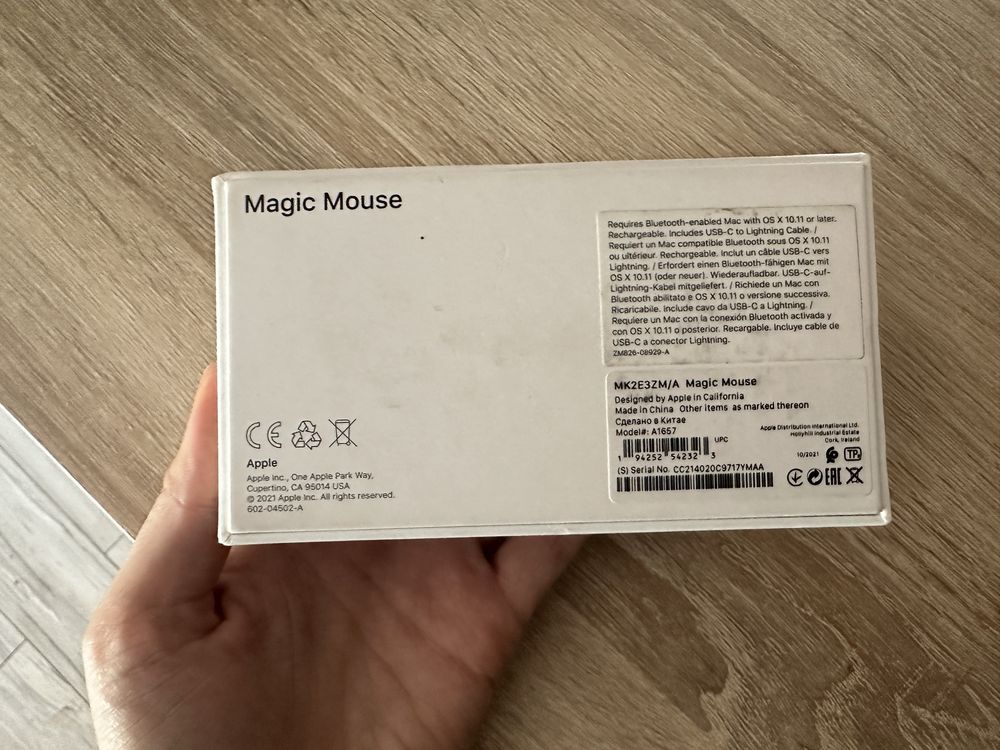 Magic Mouse
Requires Bluetooth-enabled Mac with OS X 10.11 or later.
Rechargeable. Includes USB-C to Lightning Cable. /
Requiert un Mac compatible Bluetooth sous OS X 10.11
ou ultérieur. Rechargeable. Inclut un câble USB-C vers
Lightning. / Erfordert einen Bluetooth-fähigen Mac mit
OS X 10.11 (oder neuer). Wiederaufladbar. USB-C-auf-
Lightning-Kabel mitgeliefert. / Richiede un Mac con
Bluetooth abilitato e OS X 10.11 o versione successiva.
Ricaricabile. Include cavo da USB-C a Lightning. /
Requiere un Mac con la conexión Bluetooth activada y
con OS X 10.11 o posterior. Recargable. Incluye cable de
USB-C a conector Lightning.
ZM826-08929-A
MK2E3ZM/A Magic Mouse
Designed by Apple in California
Made in China Other items as marked thereon
Сделано в Китае
Model#: A1657
UPC
1 94252 54232 3
(S) Serial No. CC214020C9717YMAA
Apple Distribution International Ltd.
Hollyhill Industrial Estate
Cork, Ireland
10/2021
TP
EAC
CE
Apple
Apple Inc., One Apple Park Way,
Cupertino, CA 95014 USA
© 2021 Apple Inc. All rights reserved.
602-04502-A